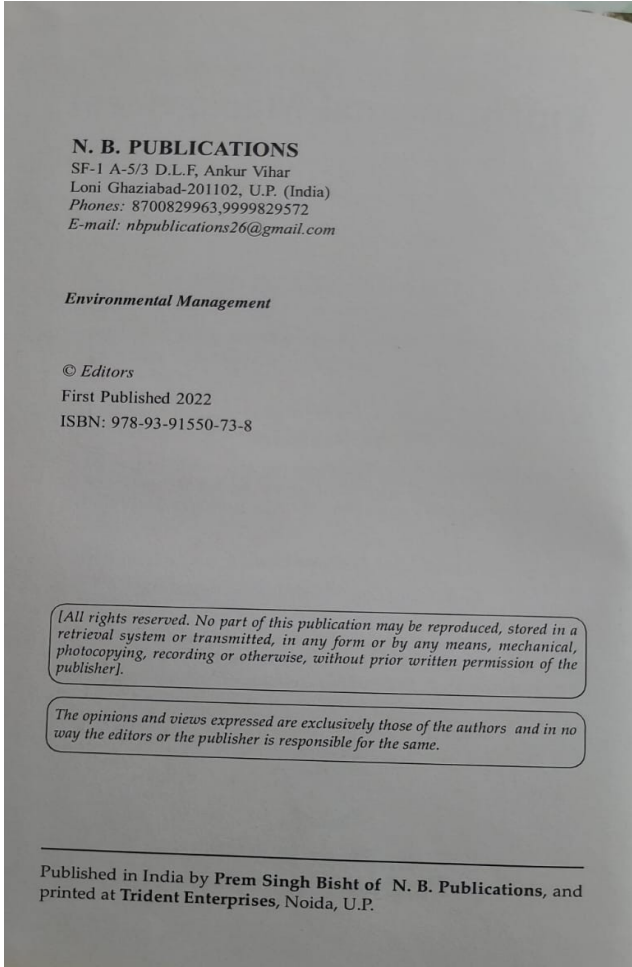 N. B. PUBLICATIONS
SF-1 A-5/3 D.L.F, Ankur Vihar
Loni Ghaziabad-201102, U.P. (India)
Phones: 8700829963,9999829572
E-mail: nbpublications26@gmail.com
Environmental Management
© Editors
First Published 2022
ISBN: 978-93-91550-73-8
[All rights reserved. No part of this publication may be reproduced, stored in a
retrieval system or transmitted, in any form or by any means, mechanical,
photocopying, recording or otherwise, without prior written permission of the
publisher].
The opinions and views expressed are exclusively those of the authors and in no
way the editors or the publisher is responsible for the same.
Published in India by Prem Singh Bisht of N. B. Publications, and
printed at Trident Enterprises, Noida, U.P.